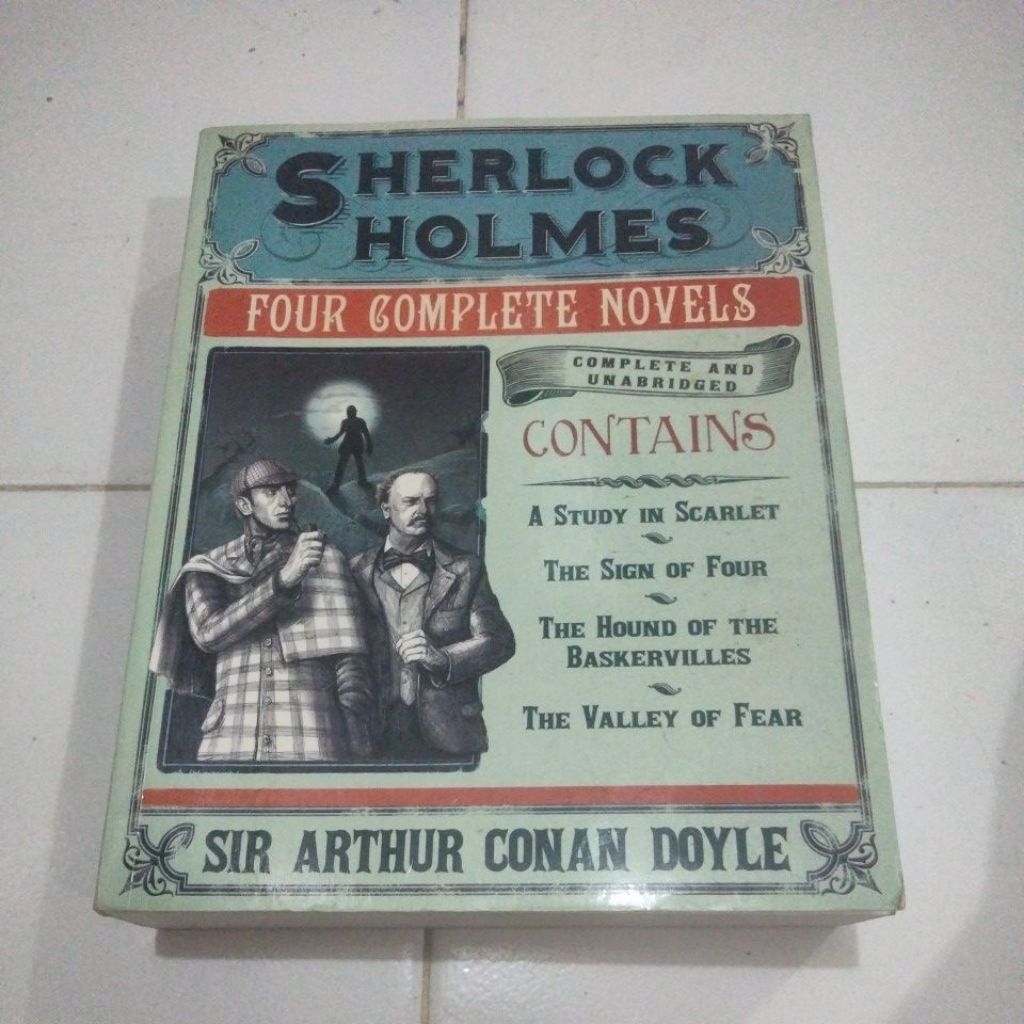 SHERLOCK
HOLMES
FOUR COMPLETE NOVELS
COMPLETE AND
UNABRIDGED
CONTAINS
A STUDY IN SCARLET
THE SIGN OF FOUR
THE HOUND OF THE
BASKERVILLES
THE VALLEY OF FEAR
SIR ARTHUR CONAN DOYLE